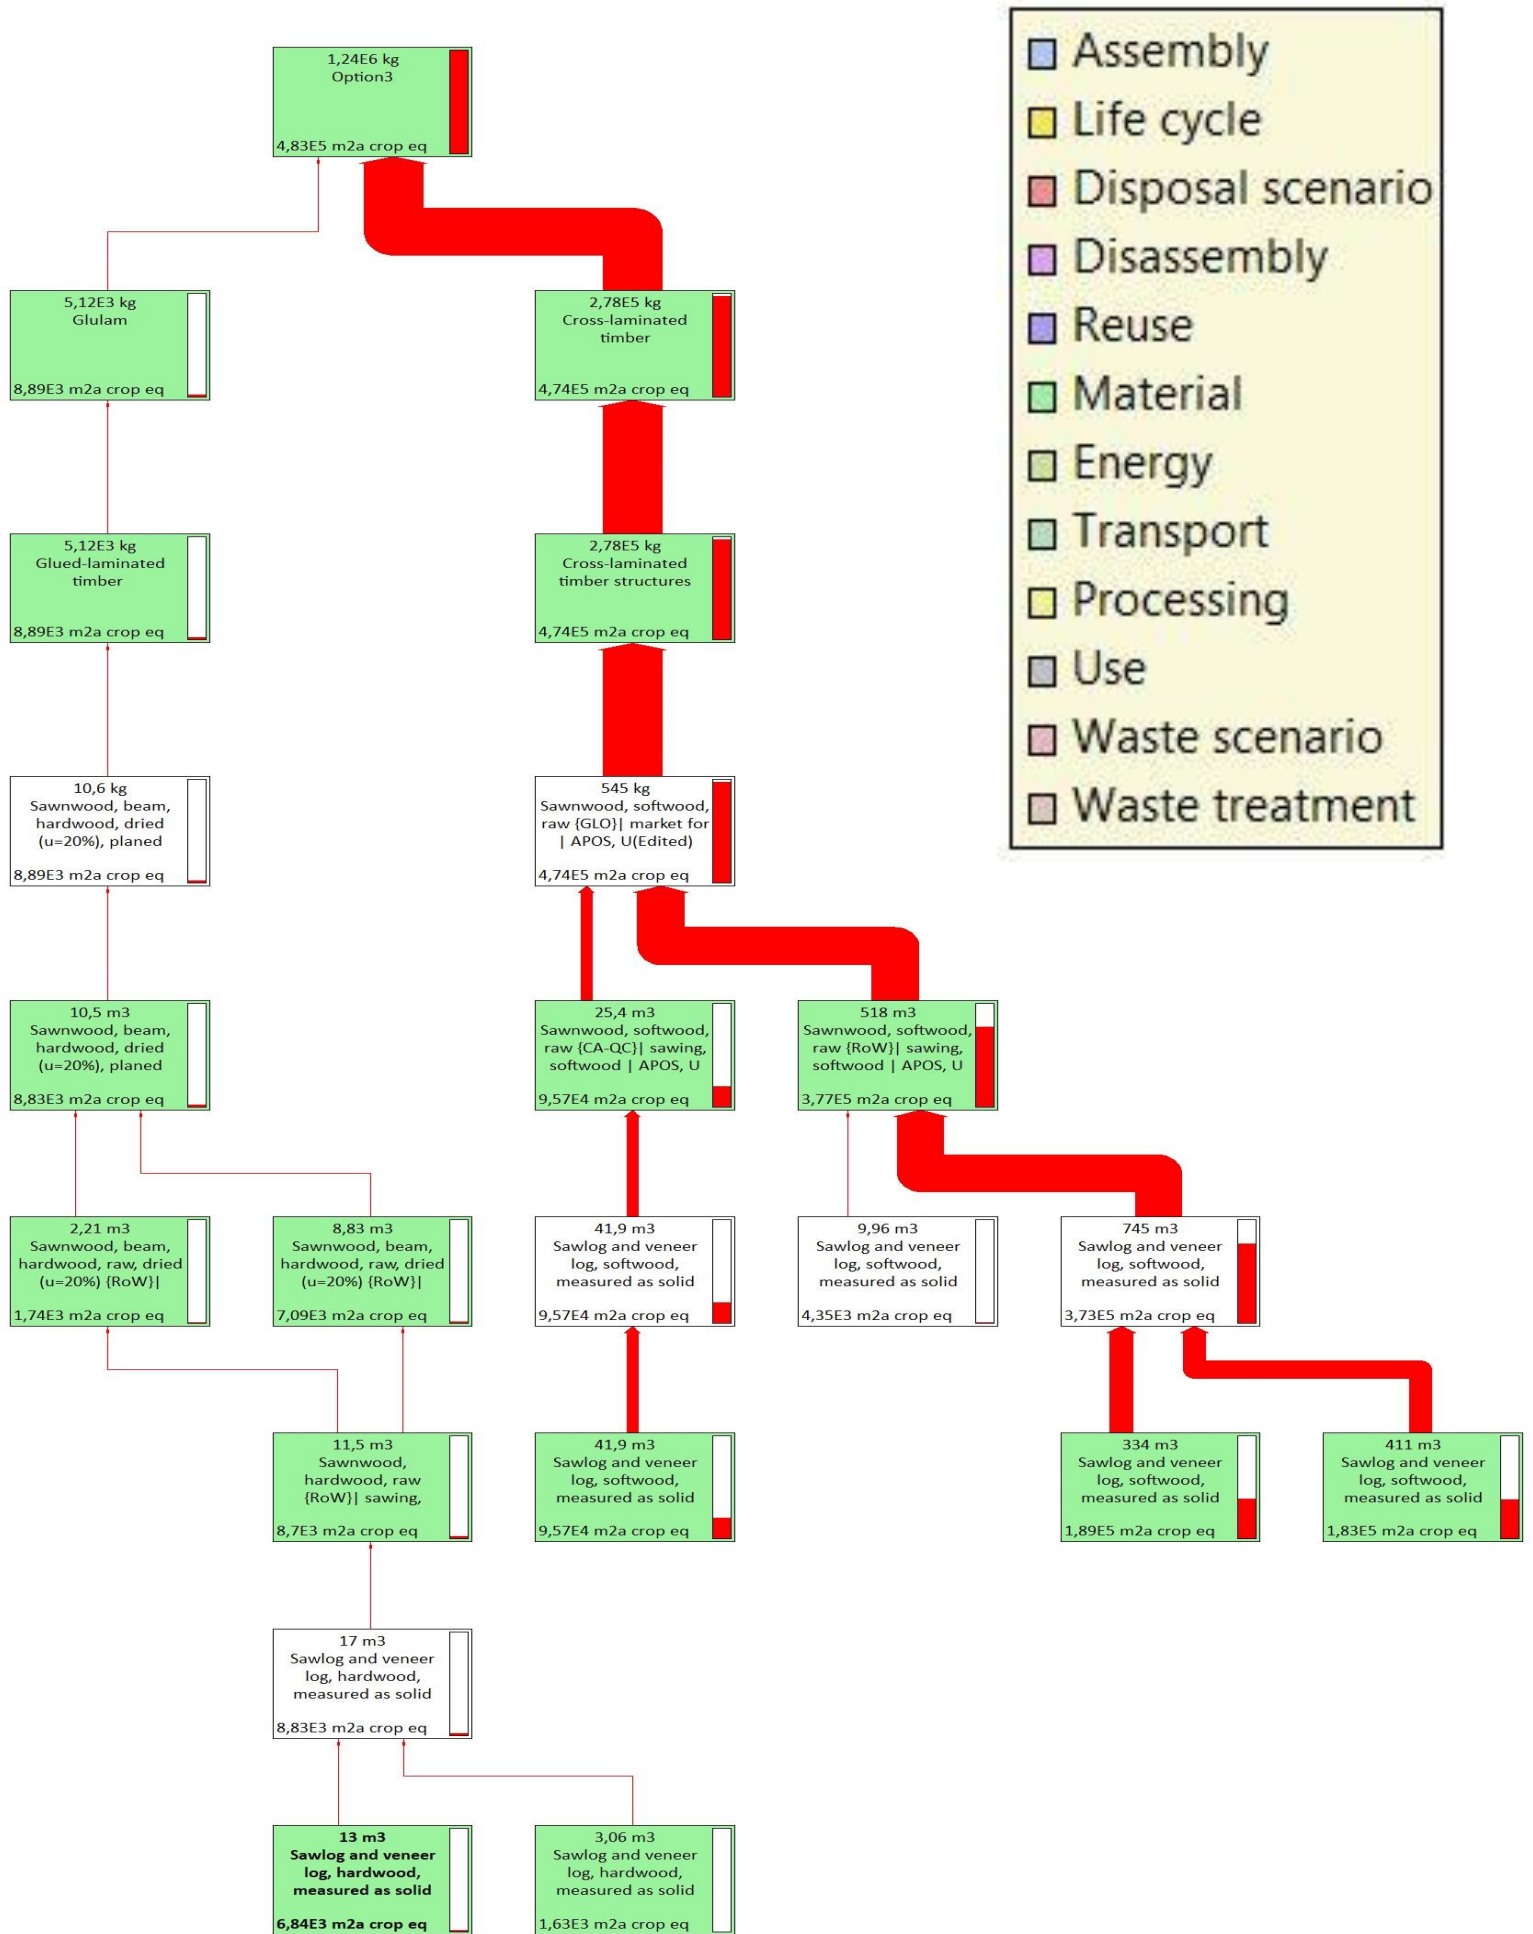 1,24E6 kg
Option3
4,83E5 m2a crop eq
Assembly
Life cycle
Disposal scenario
Disassembly
Reuse
Material
Energy
Transport
Processing
Use
Waste scenario
Waste treatment
5,12E3 kg
Glulam
8,89E3 m2a crop eq
2,78E5 kg
Cross-laminated
timber
4,74E5 m2a crop eq
5,12E3 kg
Glued-laminated
timber
8,89E3 m2a crop eq
2,78E5 kg
Cross-laminated
timber structures
4,74E5 m2a crop eq
10,6 kg
Sawnwood, beam,
hardwood, dried
(u=20%), planed
8,89E3 m2a crop eq
545 kg
Sawnwood, softwood,
raw {GLO}| market for
| APOS, U(Edited)
4,74E5 m2a crop eq
10,5 m3
Sawnwood, beam,
hardwood, dried
(u=20%), planed
8,83E3 m2a crop eq
25,4 m3
Sawnwood, softwood,
raw {CA-QC}| sawing,
softwood | APOS, U
9,57E4 m2a crop eq
518 m3
Sawnwood, softwood,
raw {RoW}| sawing,
softwood | APOS, U
3,77E5 m2a crop eq
2,21 m3
Sawnwood, beam,
hardwood, raw, dried
(u=20%) {RoW}|
1,74E3 m2a crop eq
8,83 m3
Sawnwood, beam,
hardwood, raw, dried
(u=20%) {RoW}|
7,09E3 m2a crop eq
41,9 m3
Sawlog and veneer
log, softwood,
measured as solid
9,57E4 m2a crop eq
9,96 m3
Sawlog and veneer
log, softwood,
measured as solid
4,35E3 m2a crop eq
745 m3
Sawlog and veneer
log, softwood,
measured as solid
3,73E5 m2a crop eq
11,5 m3
Sawnwood,
hardwood, raw
{RoW}| sawing,
8,7E3 m2a crop eq
41,9 m3
Sawlog and veneer
log, softwood,
measured as solid
9,57E4 m2a crop eq
334 m3
Sawlog and veneer
log, softwood,
measured as solid
1,89E5 m2a crop eq
411 m3
Sawlog and veneer
log, softwood,
measured as solid
1,83E5 m2a crop eq
17 m3
Sawlog and veneer
log, hardwood,
measured as solid
8,83E3 m2a crop eq
13 m3
Sawlog and veneer
log, hardwood,
measured as solid
6,84E3 m2a crop eq
3,06 m3
Sawlog and veneer
log, hardwood,
measured as solid
1,63E3 m2a crop eq